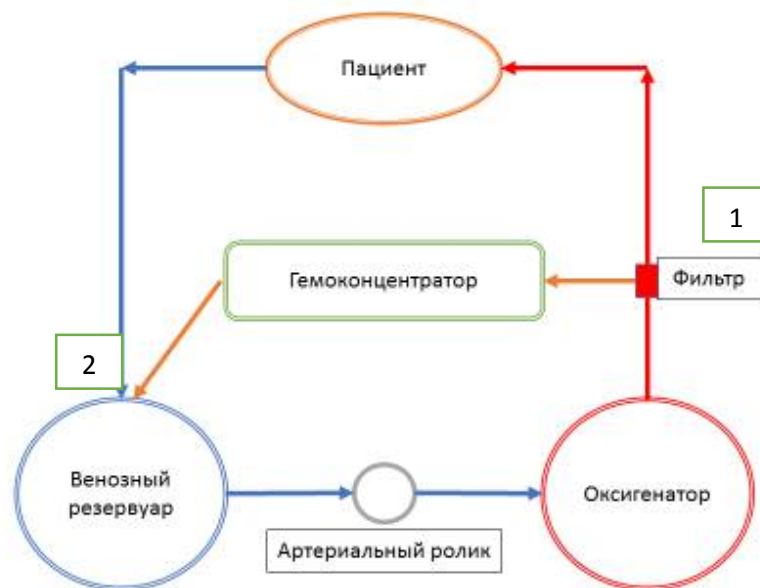 Пациент
1
Гемоконцентратор
Фильтр
2
Венозный
резервуар
Оксигенатор
Артериальный ролик